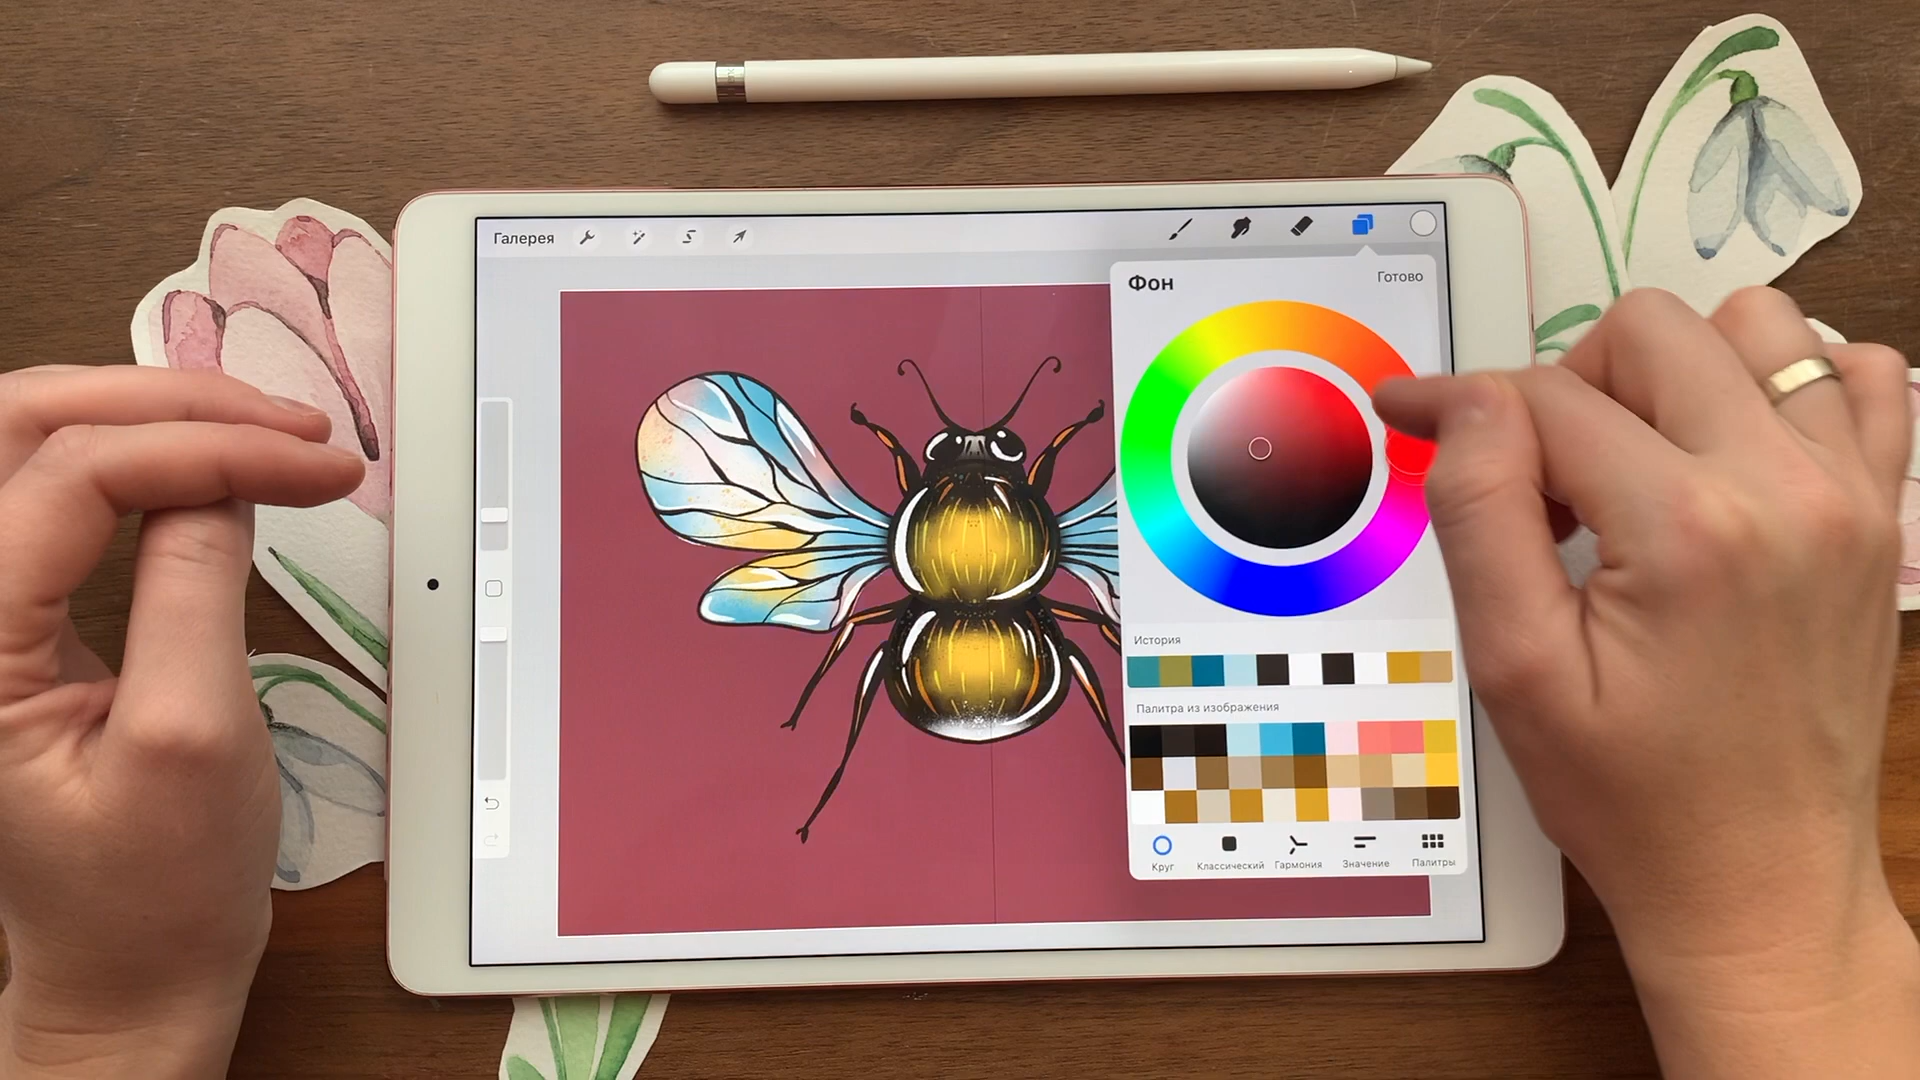 Галерея
Фон
Готово
История
Палитра из изображения
Круг
Классический
Гармония
Значение
Палитры